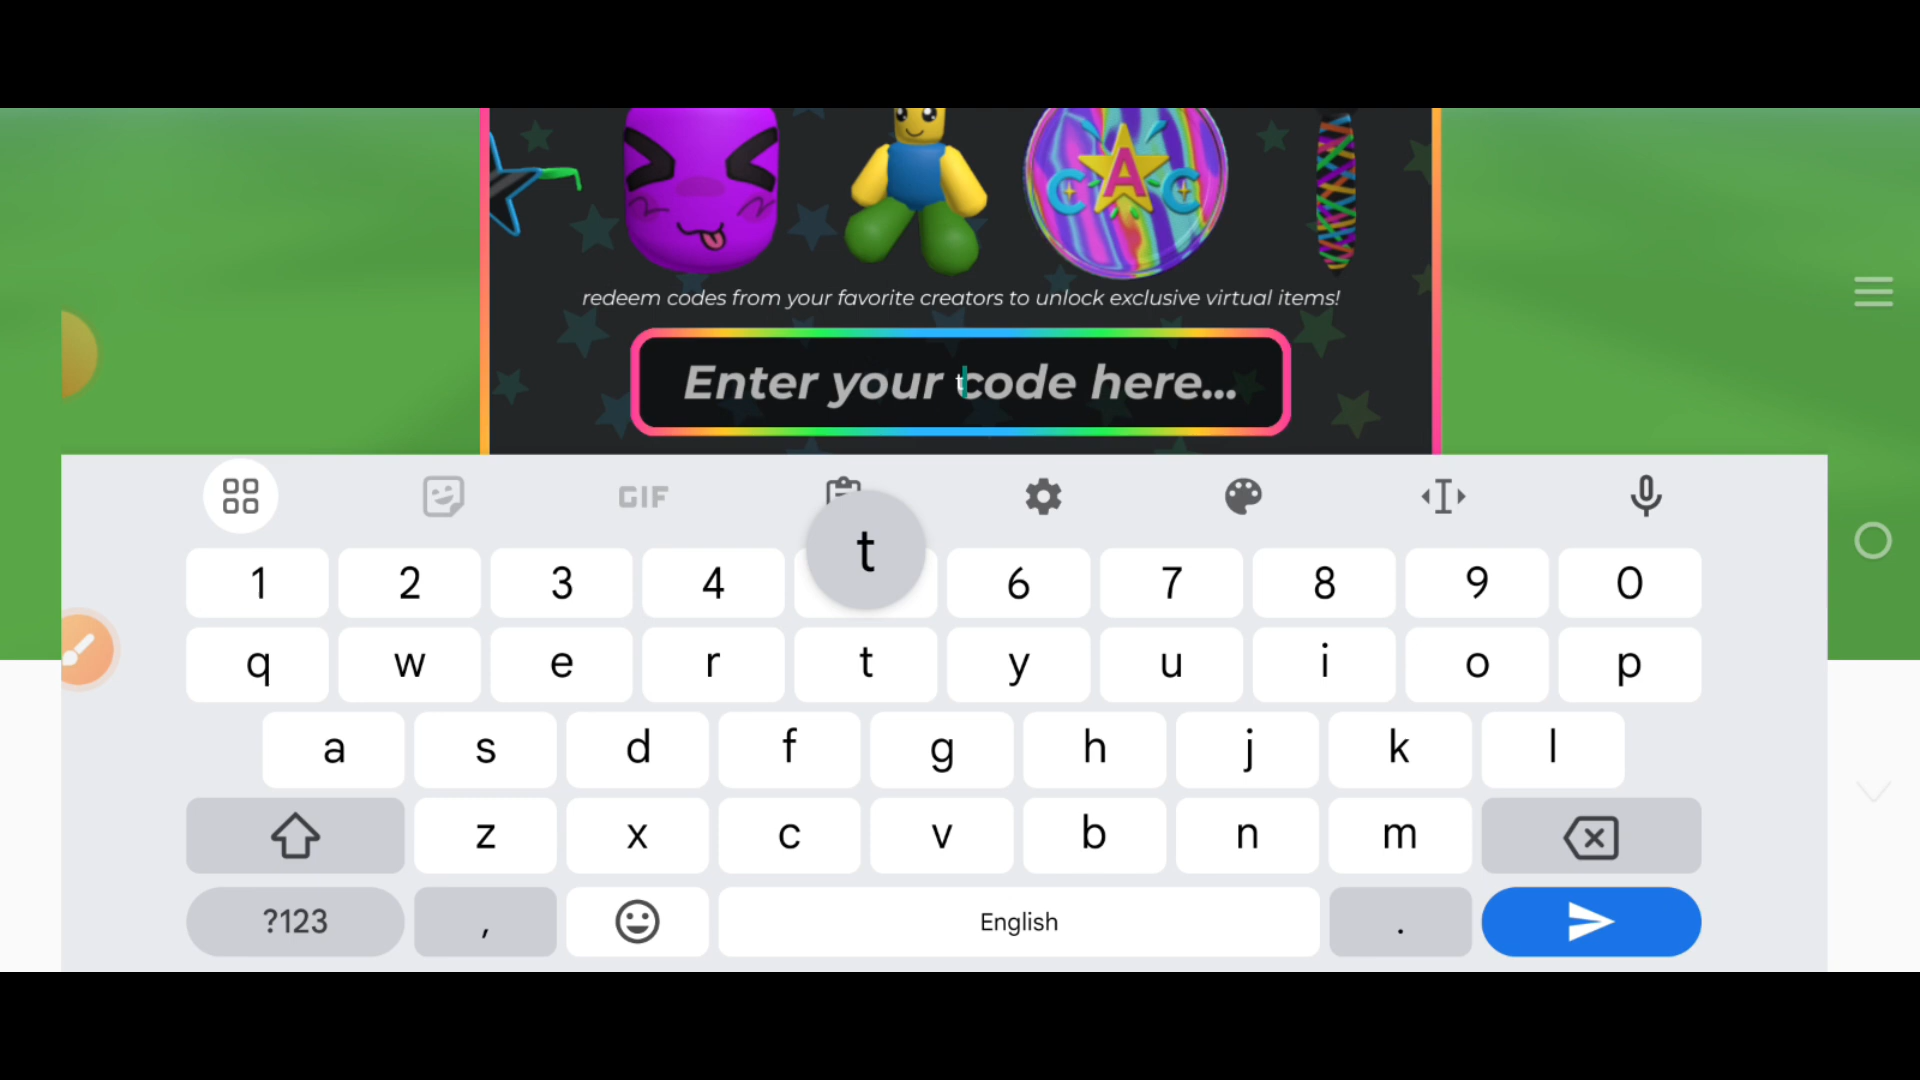 C A C
redeem codes from your favorite creators to unlock exclusive virtual items!
Enter your code here...
t
GIF
t
1 2 3 4 6 7 8 9 0
q w e r t y u i o p
a s d f g h j k l
z x c v b n m
?123 , English .